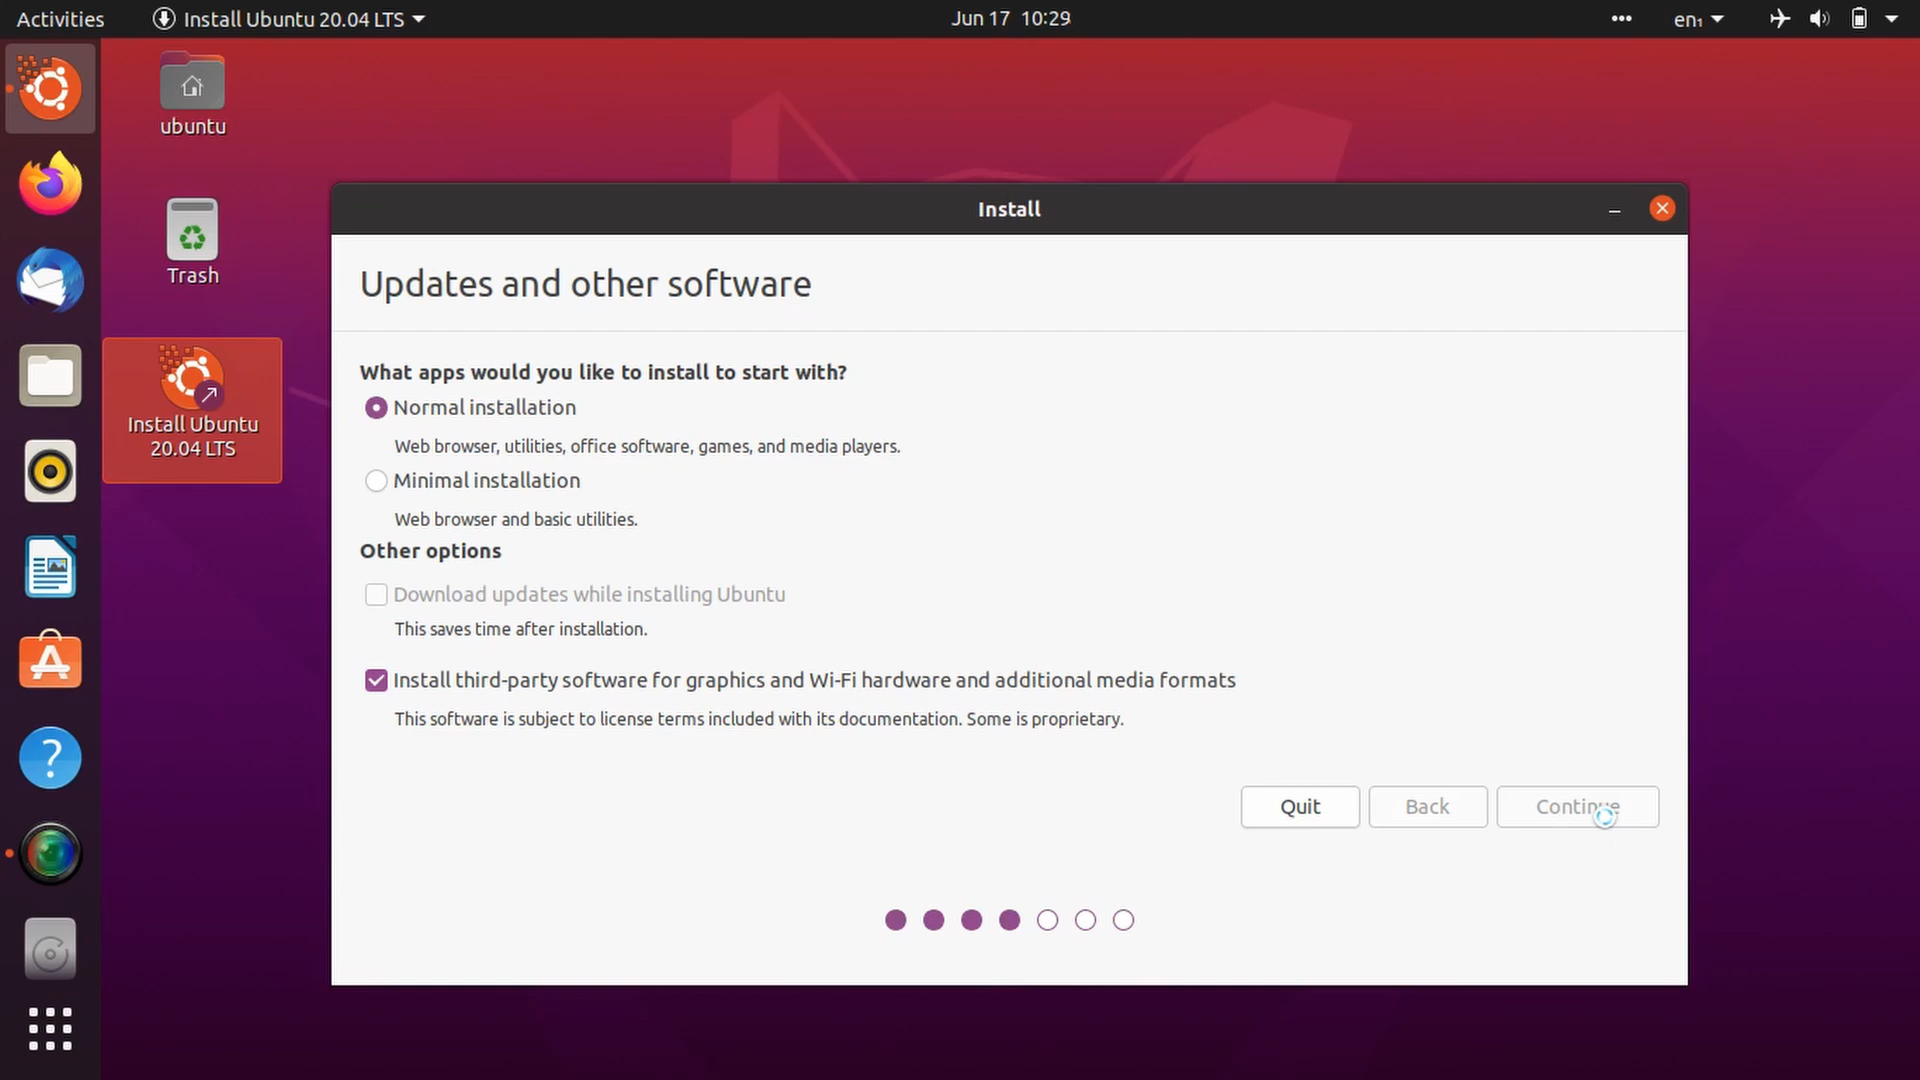 Activities
Install Ubuntu 20.04 LTS
Jun 17 10:29
en₁
ubuntu
Trash
Install Ubuntu
20.04 LTS
Install
Updates and other software
What apps would you like to install to start with?
Normal installation
Web browser, utilities, office software, games, and media players.
Minimal installation
Web browser and basic utilities.
Other options
Download updates while installing Ubuntu
This saves time after installation.
Install third-party software for graphics and Wi-Fi hardware and additional media formats
This software is subject to license terms included with its documentation. Some is proprietary.
Quit
Back
Continue